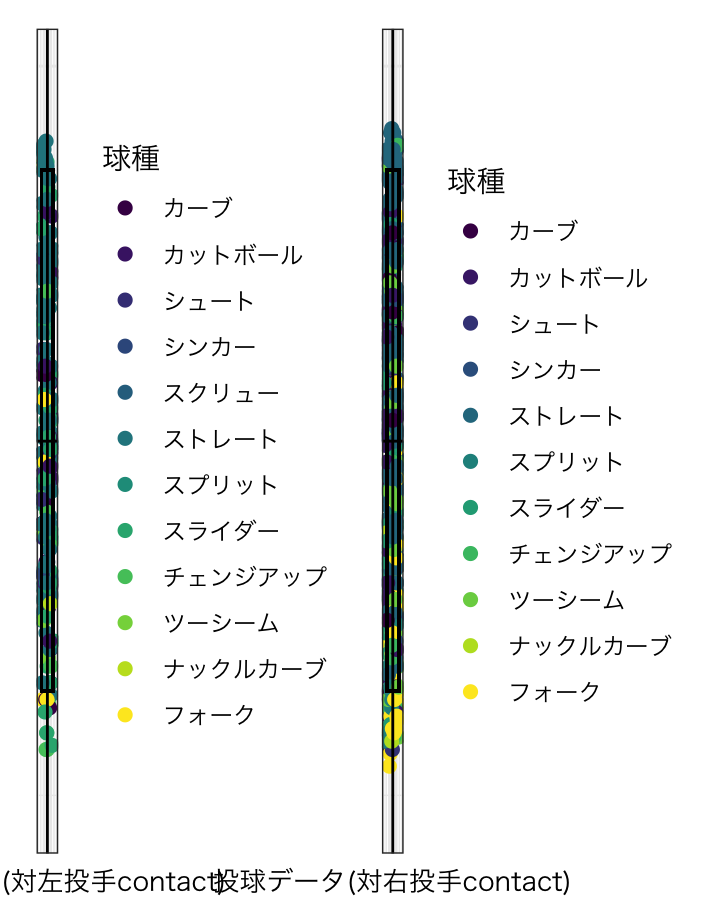 球種
カーブ
カットボール
シュート
シンカー
スクリュー
ストレート
スプリット
スライダー
チェンジアップ
ツーシーム
ナックルカーブ
フォーク
(対左投手contact)
球種
カーブ
カットボール
シュート
シンカー
ストレート
スプリット
スライダー
チェンジアップ
ツーシーム
ナックルカーブ
フォーク
投球データ(対右投手contact)